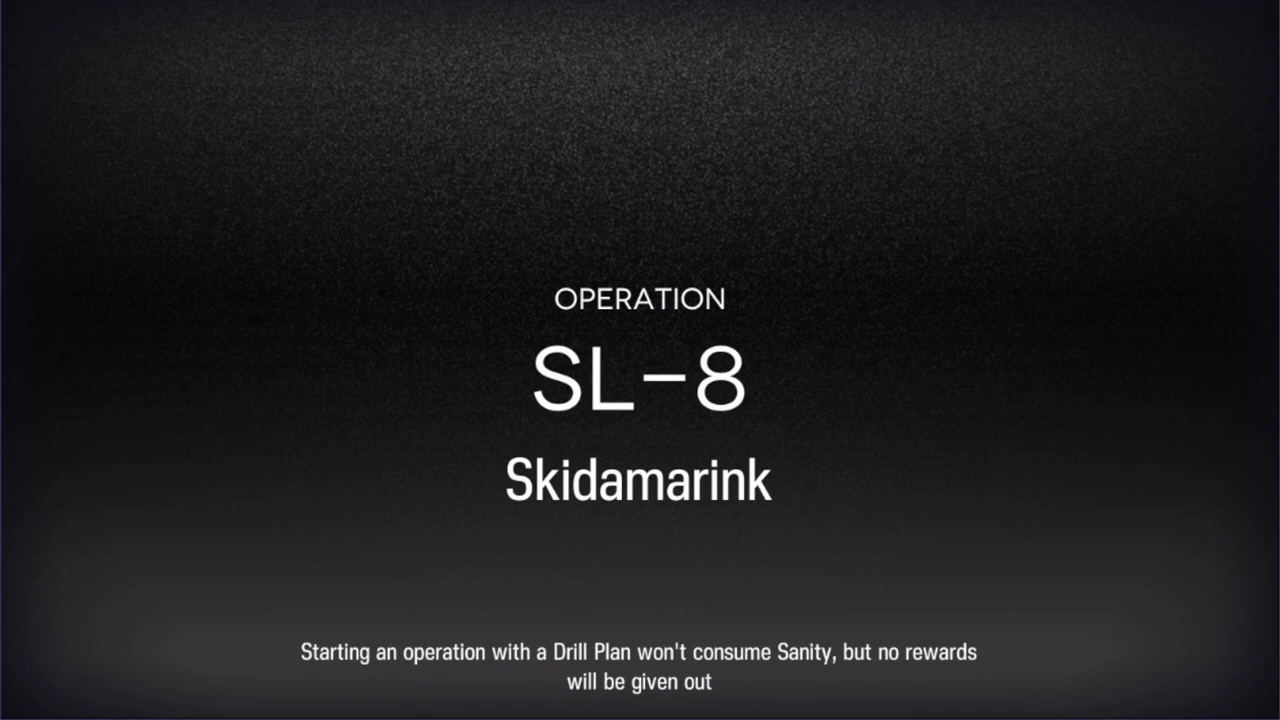 OPERATION
SL-8
Skidamarink
Starting an operation with a Drill Plan won't consume Sanity, but no rewards
will be given out